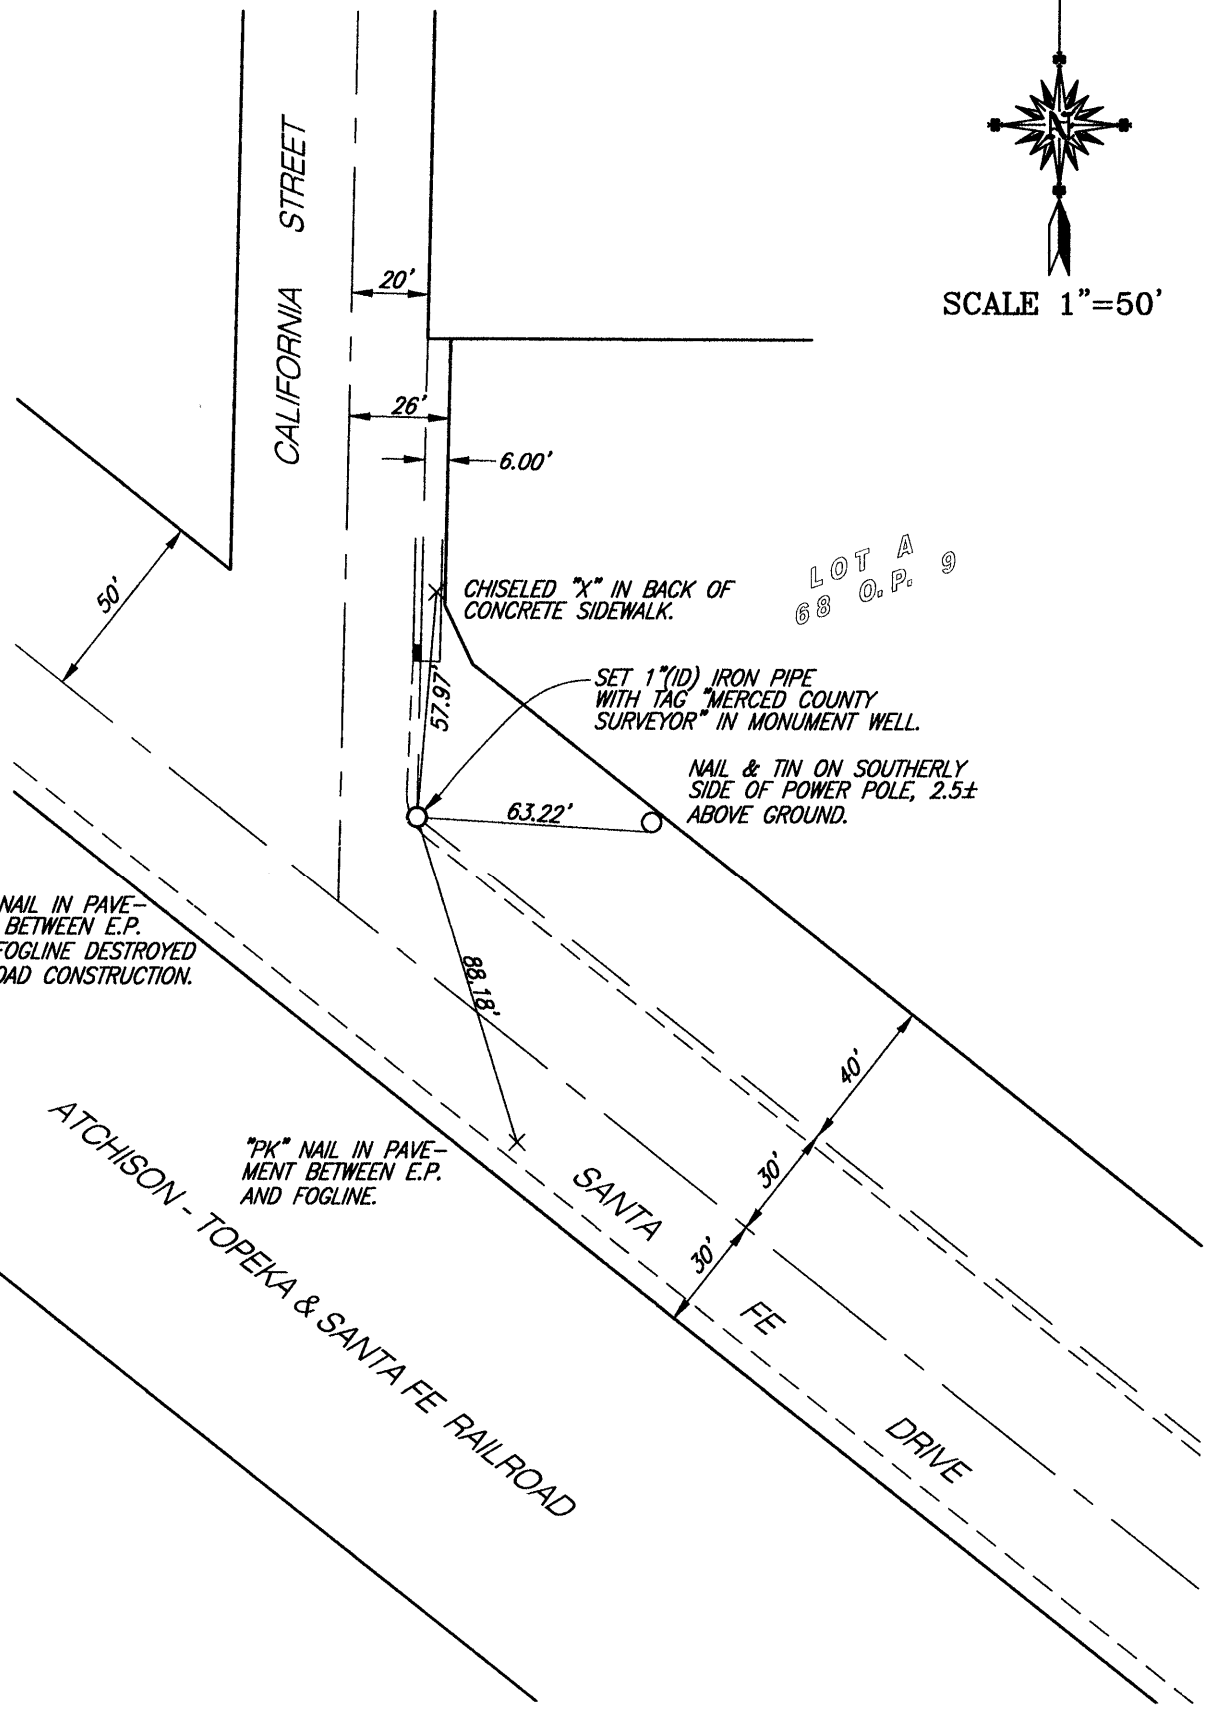 N
SCALE 1"=50'
CALIFORNIA STREET
20'
26'
6.00'
50'
LOT A
68 O.P. 9
CHISELED "X" IN BACK OF
CONCRETE SIDEWALK.
57.97'
SET 1"(ID) IRON PIPE
WITH TAG "MERCED COUNTY
SURVEYOR" IN MONUMENT WELL.
NAIL & TIN ON SOUTHERLY
SIDE OF POWER POLE, 2.5±
ABOVE GROUND.
63.22'
NAIL IN PAVE-
BETWEEN E.P.
FOGLINE DESTROYED
OAD CONSTRUCTION.
88.18'
40'
30'
30'
"PK" NAIL IN PAVE-
MENT BETWEEN E.P.
AND FOGLINE.
SANTA FE DRIVE
ATCHISON - TOPEKA & SANTA FE RAILROAD